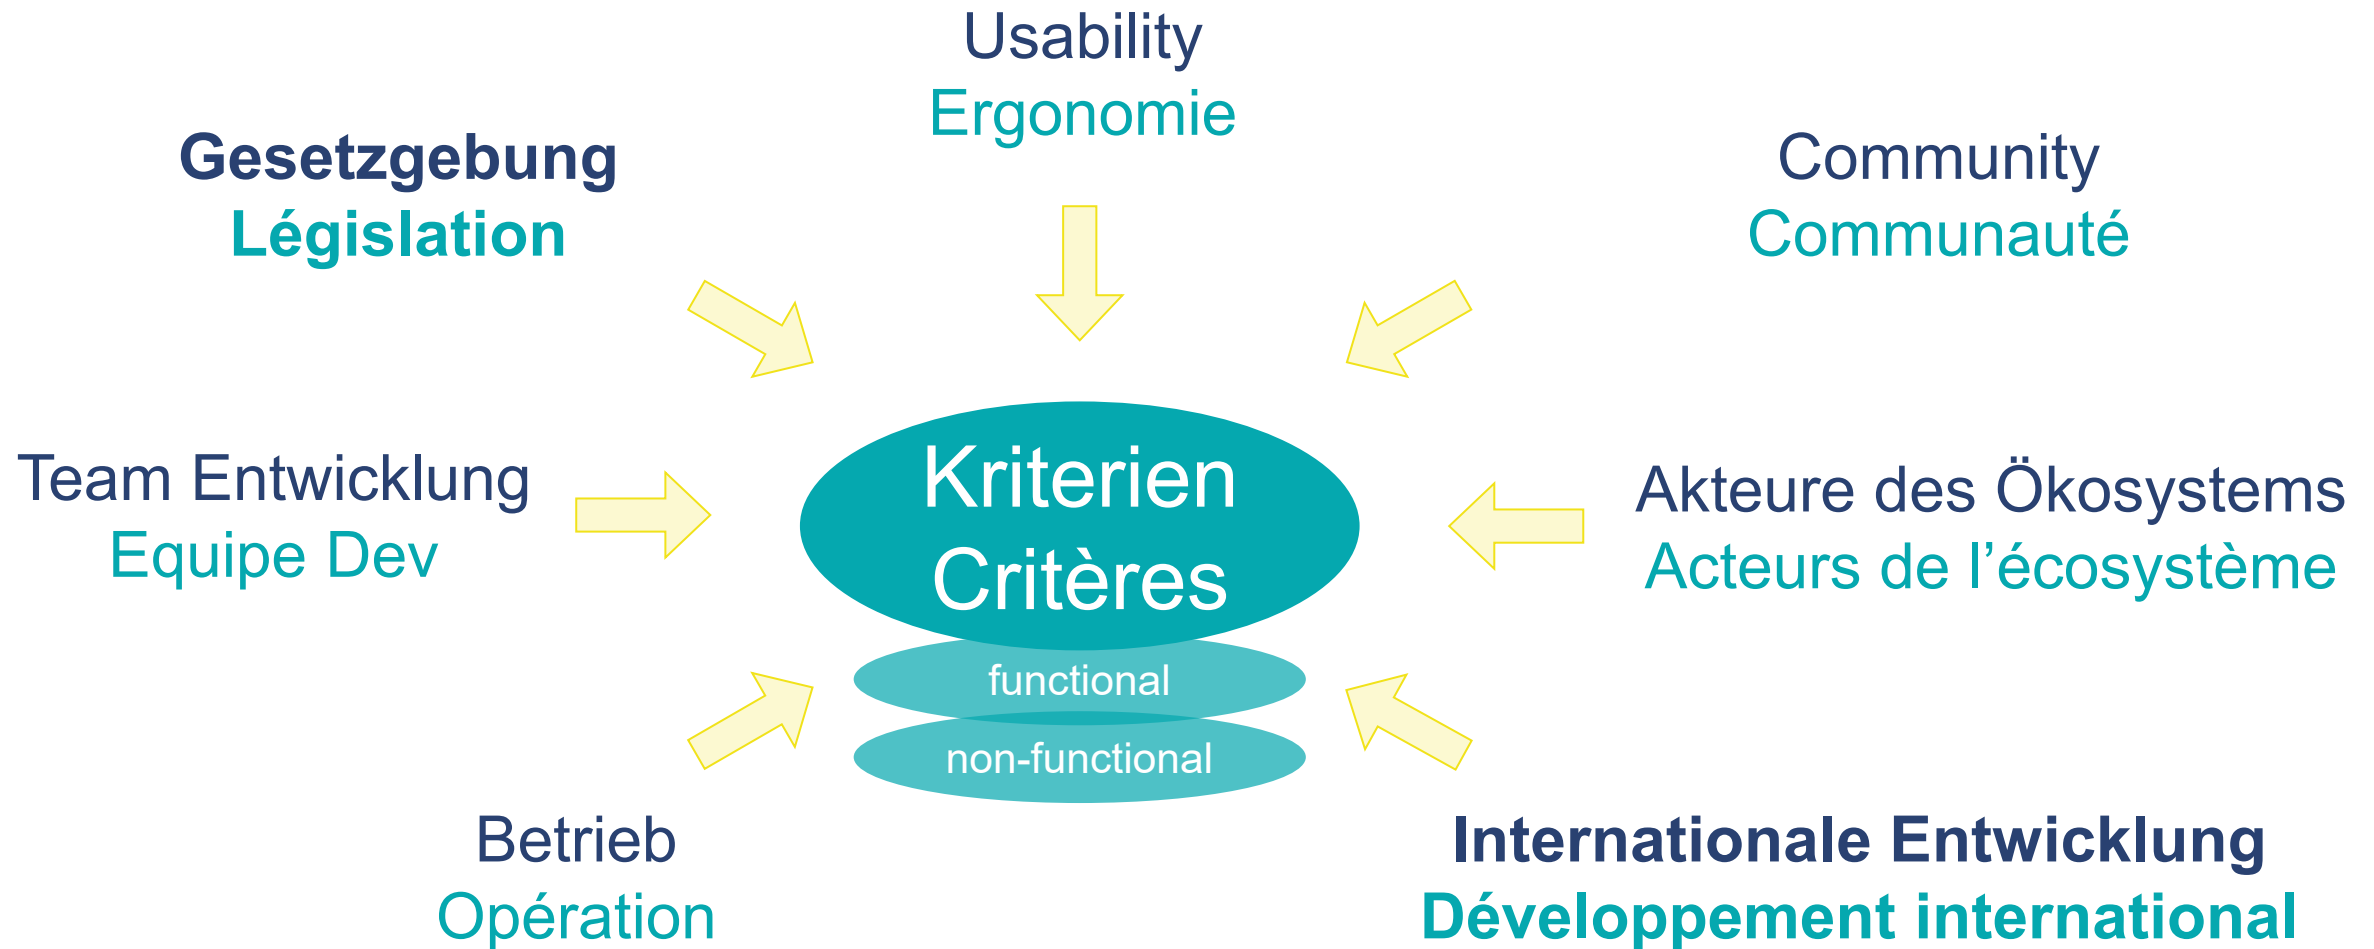 Usability
Ergonomie
Gesetzgebung
Législation
Community
Communauté
Team Entwicklung
Equipe Dev
Kriterien
Critères
functional
non-functional
Akteure des Ökosystems
Acteurs de l’écosystème
Betrieb
Opération
Internationale Entwicklung
Développement international